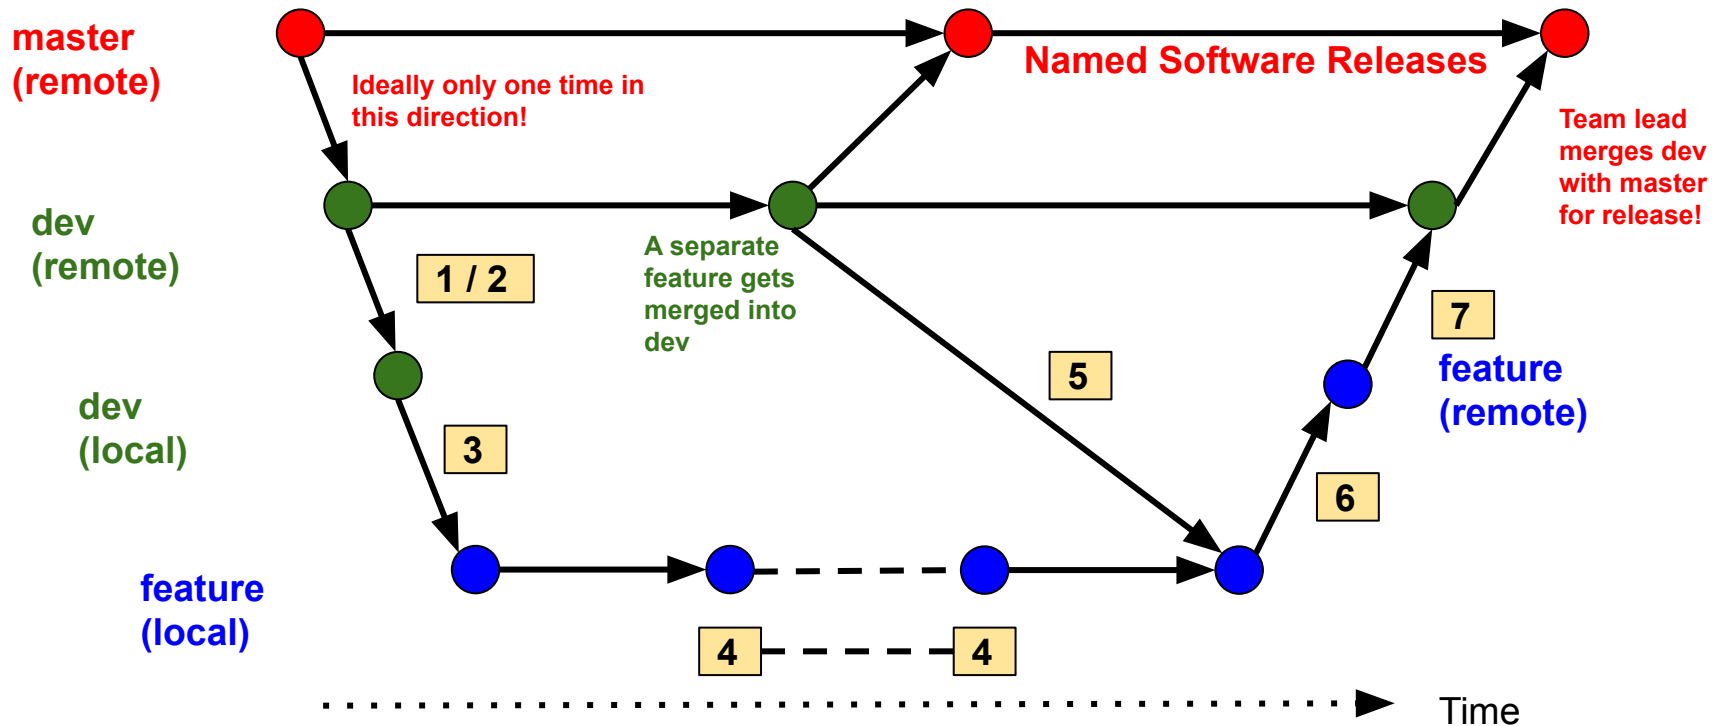 master
(remote)
Named Software Releases
Ideally only one time in
this direction!
Team lead
merges dev
with master
for release!
dev
(remote)
1 / 2
A separate
feature gets
merged into
dev
7
feature
(remote)
5
dev
(local)
3
6
feature
(local)
4
4
Time